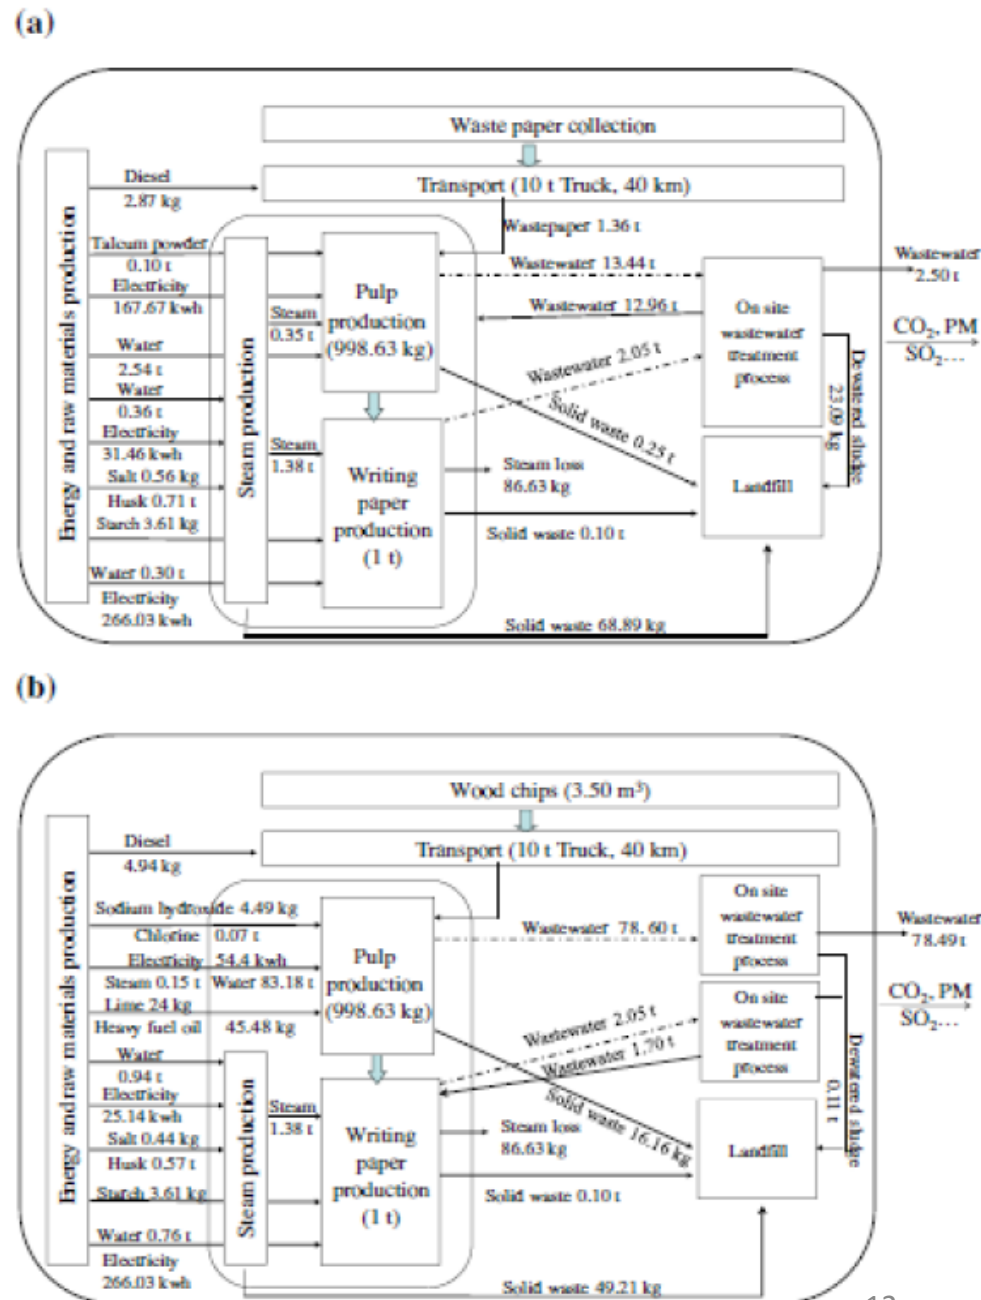 (a)
Waste paper collection
Transport (10 t Truck, 40 km)
Energy and raw materials production
Diesel
2.87 kg
Talcum powder
0.10 t
Electricity
167.67 kwh
Water
2.54 t
Water
0.36 t
Electricity
31.46 kwh
Salt 0.56 kg
Husk 0.71 t
Starch 3.61 kg
Water 0.30 t
Electricity
266.03 kwh
Steam production
Steam
0.35 t
Steam
1.38 t
Pulp
production
(998.63 kg)
Writing
paper
production
(1 t)
Wastepaper 1.36 t
Wastewater 13.44 t
Wastewater 12.96 t
Wastewater 2.05 t
Solid waste 0.25 t
Steam loss
86.63 kg
Solid waste 0.10 t
Solid waste 68.89 kg
On site
wastewater
treatment
process
Landfill
Dewatered sludge
23.09 kg
Wastewater
2.50 t
CO₂, PM
SO₂...
(b)
Wood chips (3.50 m³)
Transport (10 t Truck, 40 km)
Energy and raw materials production
Diesel
4.94 kg
Sodium hydroxide 4.49 kg
Chlorine 0.07 t
Electricity 54.4 kwh
Steam 0.15 t Water 83.18 t
Lime 24 kg
Heavy fuel oil 45.48 kg
Water
0.94 t
Electricity
25.14 kwh
Salt 0.44 kg
Husk 0.57 t
Starch 3.61 kg
Water 0.76 t
Electricity
266.03 kwh
Steam production
Steam
1.38 t
Pulp
production
(998.63 kg)
Writing
paper
production
(1 t)
Wastewater 78.60 t
Wastewater 2.05 t
Wastewater 1.70 t
Solid waste 16.16 kg
Steam loss
86.63 kg
Solid waste 0.10 t
Solid waste 49.21 kg
On site
wastewater
treatment
process
On site
wastewater
treatment
process
Landfill
Dewatered sludge
0.11 t
Wastewater
78.49 t
CO₂, PM
SO₂...